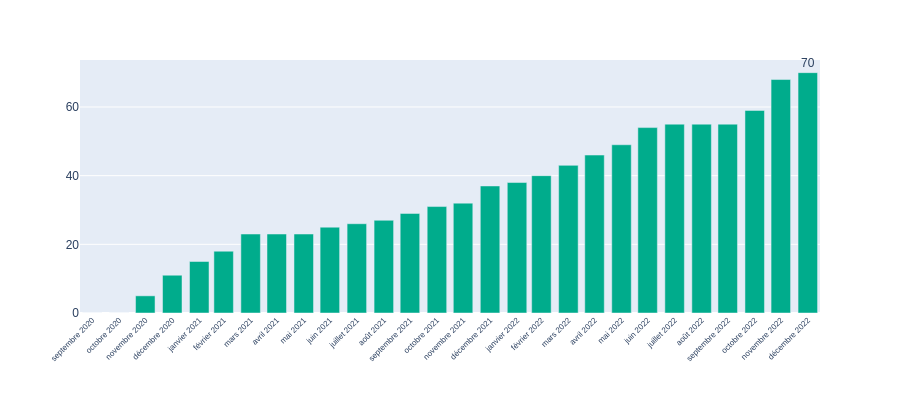 70
60
40
20
0
septembre 2020
octobre 2020
novembre 2020
décembre 2020
janvier 2021
février 2021
mars 2021
avril 2021
mai 2021
juin 2021
juillet 2021
août 2021
septembre 2021
octobre 2021
novembre 2021
décembre 2021
janvier 2022
février 2022
mars 2022
avril 2022
mai 2022
juin 2022
juillet 2022
août 2022
septembre 2022
octobre 2022
novembre 2022
décembre 2022